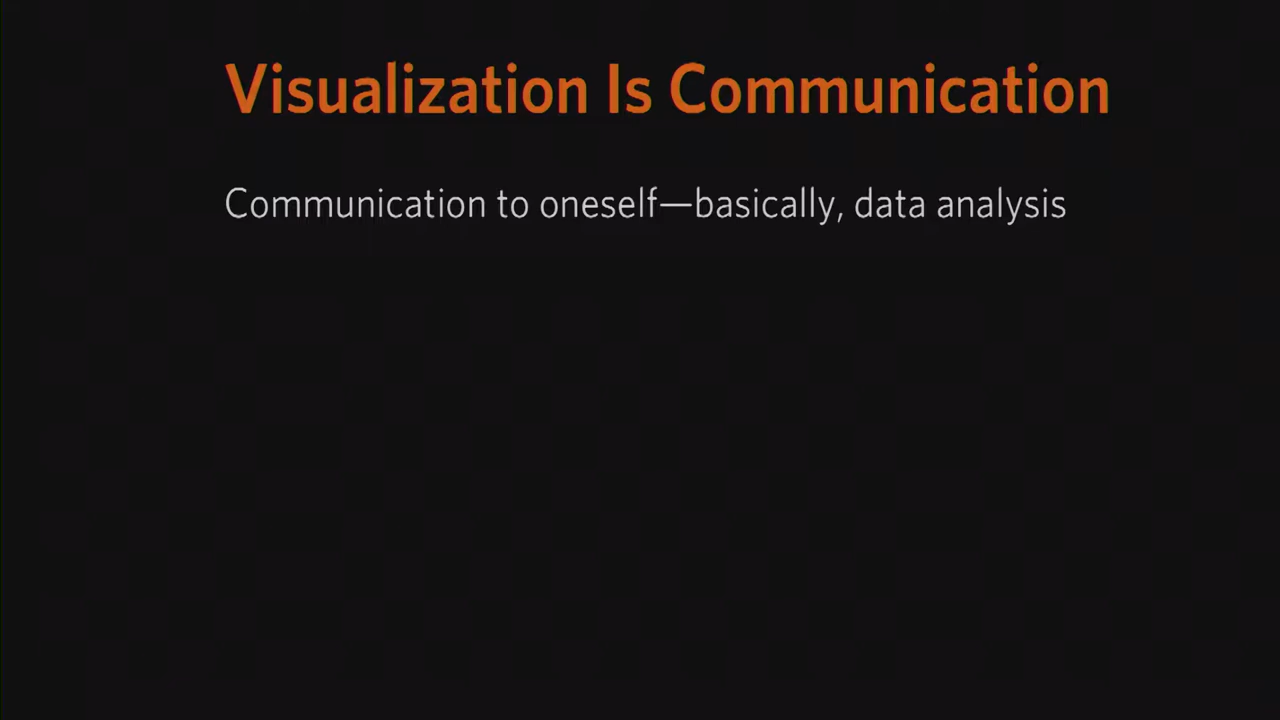 Visualization Is Communication
Communication to oneself—basically, data analysis